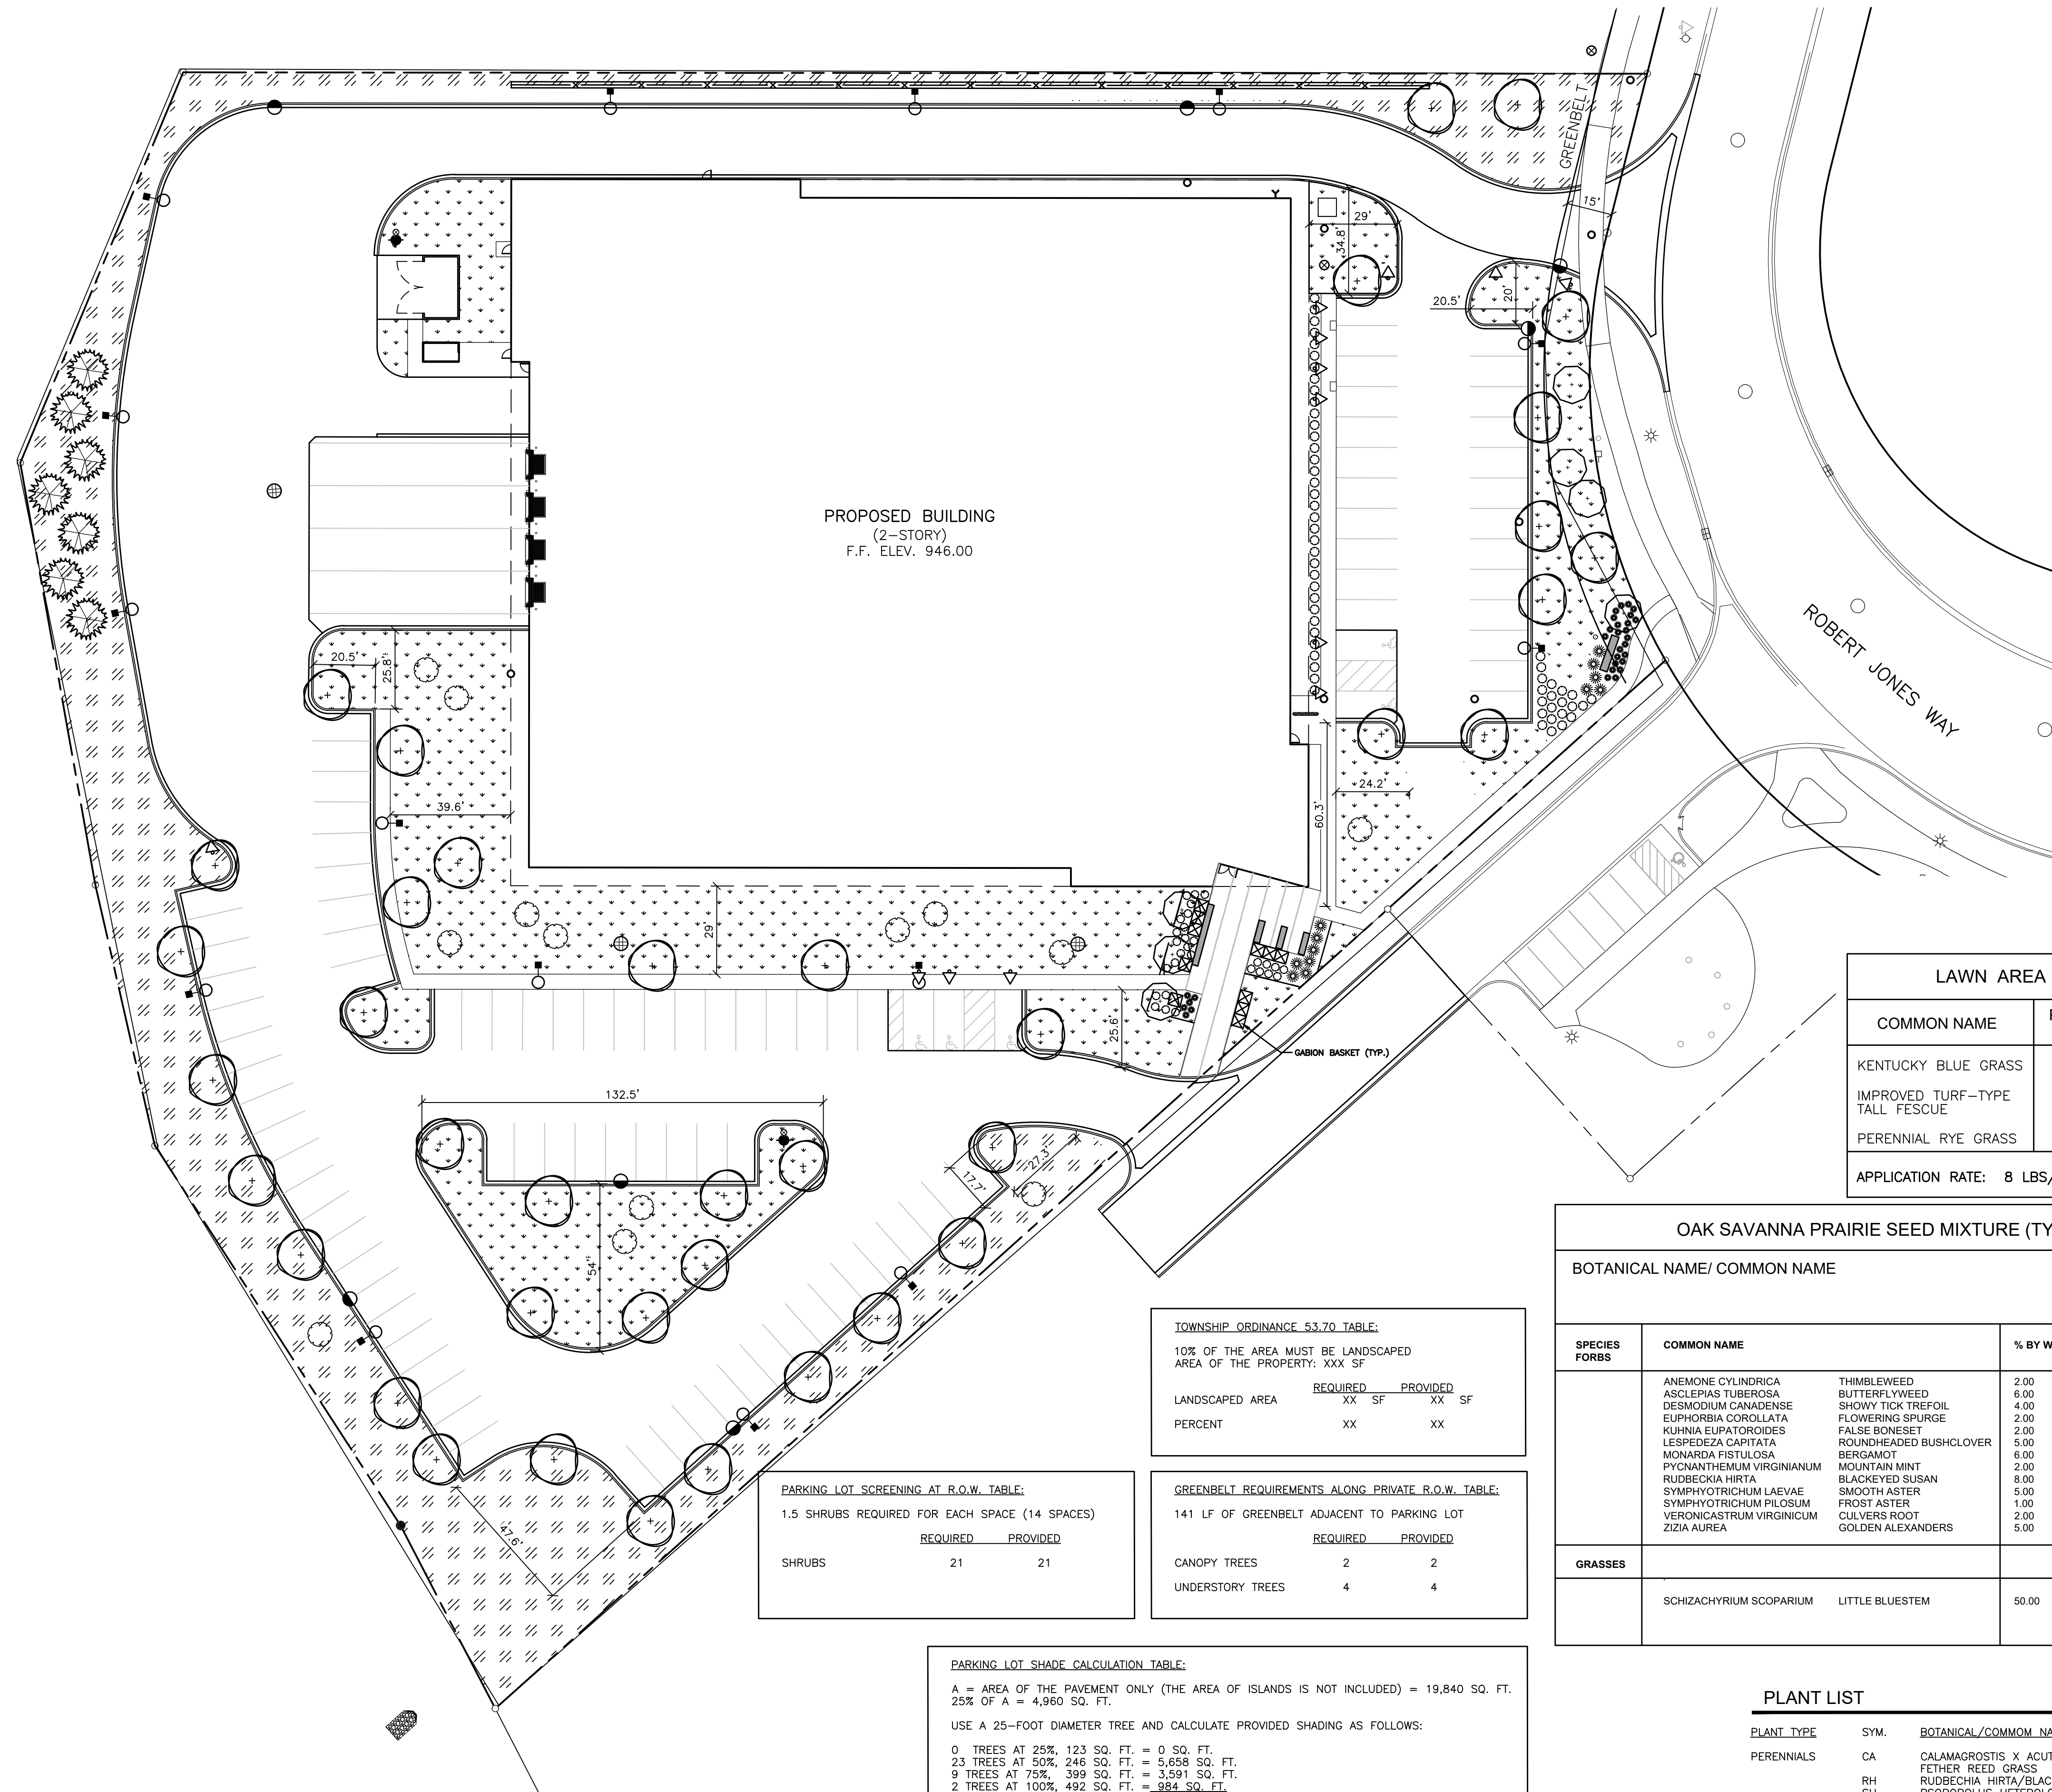 GREENBELT
15'
29'
34.8'
20.5'
20'
PROPOSED BUILDING
(2-STORY)
F.F. ELEV. 946.00
ROBERT JONES WAY
20.5'
25.8'
39.6'
24.2'
60.3'
29'
25.6'
GABION BASKET (TYP.)
132.5'
27.3'
17.7'
54'
47.6'
LAWN AREA
COMMON NAME
KENTUCKY BLUE GRASS
IMPROVED TURF-TYPE
TALL FESCUE
PERENNIAL RYE GRASS
APPLICATION RATE: 8 LBS/
OAK SAVANNA PRAIRIE SEED MIXTURE (TY
BOTANICAL NAME/ COMMON NAME
SPECIES COMMON NAME % BY W
FORBS
ANEMONE CYLINDRICA THIMBLEWEED 2.00
ASCLEPIAS TUBEROSA BUTTERFLYWEED 6.00
DESMODIUM CANADENSE SHOWY TICK TREFOIL 4.00
EUPHORBIA COROLLATA FLOWERING SPURGE 2.00
KUHNIA EUPATOROIDES FALSE BONESET 2.00
LESPEDEZA CAPITATA ROUNDHEADED BUSHCLOVER 5.00
MONARDA FISTULOSA BERGAMOT 6.00
PYCNANTHEMUM VIRGINIANUM MOUNTAIN MINT 2.00
RUDBECKIA HIRTA BLACKEYED SUSAN 8.00
SYMPHYOTRICHUM LAEVAE SMOOTH ASTER 5.00
SYMPHYOTRICHUM PILOSUM FROST ASTER 1.00
VERONICASTRUM VIRGINICUM CULVERS ROOT 2.00
ZIZIA AUREA GOLDEN ALEXANDERS 5.00
GRASSES
SCHIZACHYRIUM SCOPARIUM LITTLE BLUESTEM 50.00
TOWNSHIP ORDINANCE 53.70 TABLE:
10% OF THE AREA MUST BE LANDSCAPED
AREA OF THE PROPERTY: XXX SF
REQUIRED PROVIDED
LANDSCAPED AREA XX SF XX SF
PERCENT XX XX
PARKING LOT SCREENING AT R.O.W. TABLE:
1.5 SHRUBS REQUIRED FOR EACH SPACE (14 SPACES)
REQUIRED PROVIDED
SHRUBS 21 21
GREENBELT REQUIREMENTS ALONG PRIVATE R.O.W. TABLE:
141 LF OF GREENBELT ADJACENT TO PARKING LOT
REQUIRED PROVIDED
CANOPY TREES 2 2
UNDERSTORY TREES 4 4
PARKING LOT SHADE CALCULATION TABLE:
A = AREA OF THE PAVEMENT ONLY (THE AREA OF ISLANDS IS NOT INCLUDED) = 19,840 SQ. FT.
25% OF A = 4,960 SQ. FT.
USE A 25-FOOT DIAMETER TREE AND CALCULATE PROVIDED SHADING AS FOLLOWS:
0 TREES AT 25%, 123 SQ. FT. = 0 SQ. FT.
23 TREES AT 50%, 246 SQ. FT. = 5,658 SQ. FT.
9 TREES AT 75%, 399 SQ. FT. = 3,591 SQ. FT.
2 TREES AT 100%, 492 SQ. FT. = 984 SQ. FT.
PLANT LIST
PLANT TYPE SYM. BOTANICAL/COMMOM NA
PERENNIALS CA CALAMAGROSTIS X ACUT
FETHER REED GRASS
RH RUDBECHIA HIRTA/BLAC